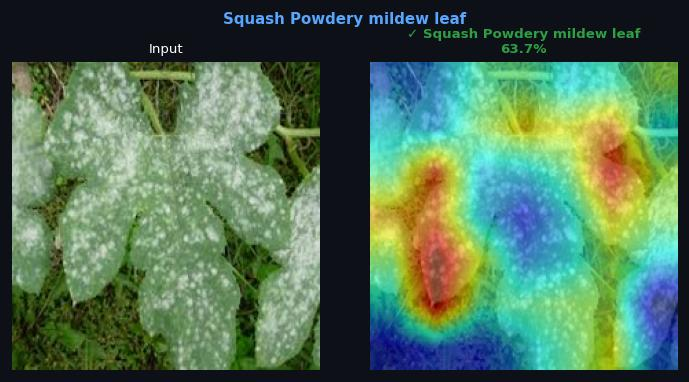 Squash Powdery mildew leaf
Input
✓ Squash Powdery mildew leaf
63.7%